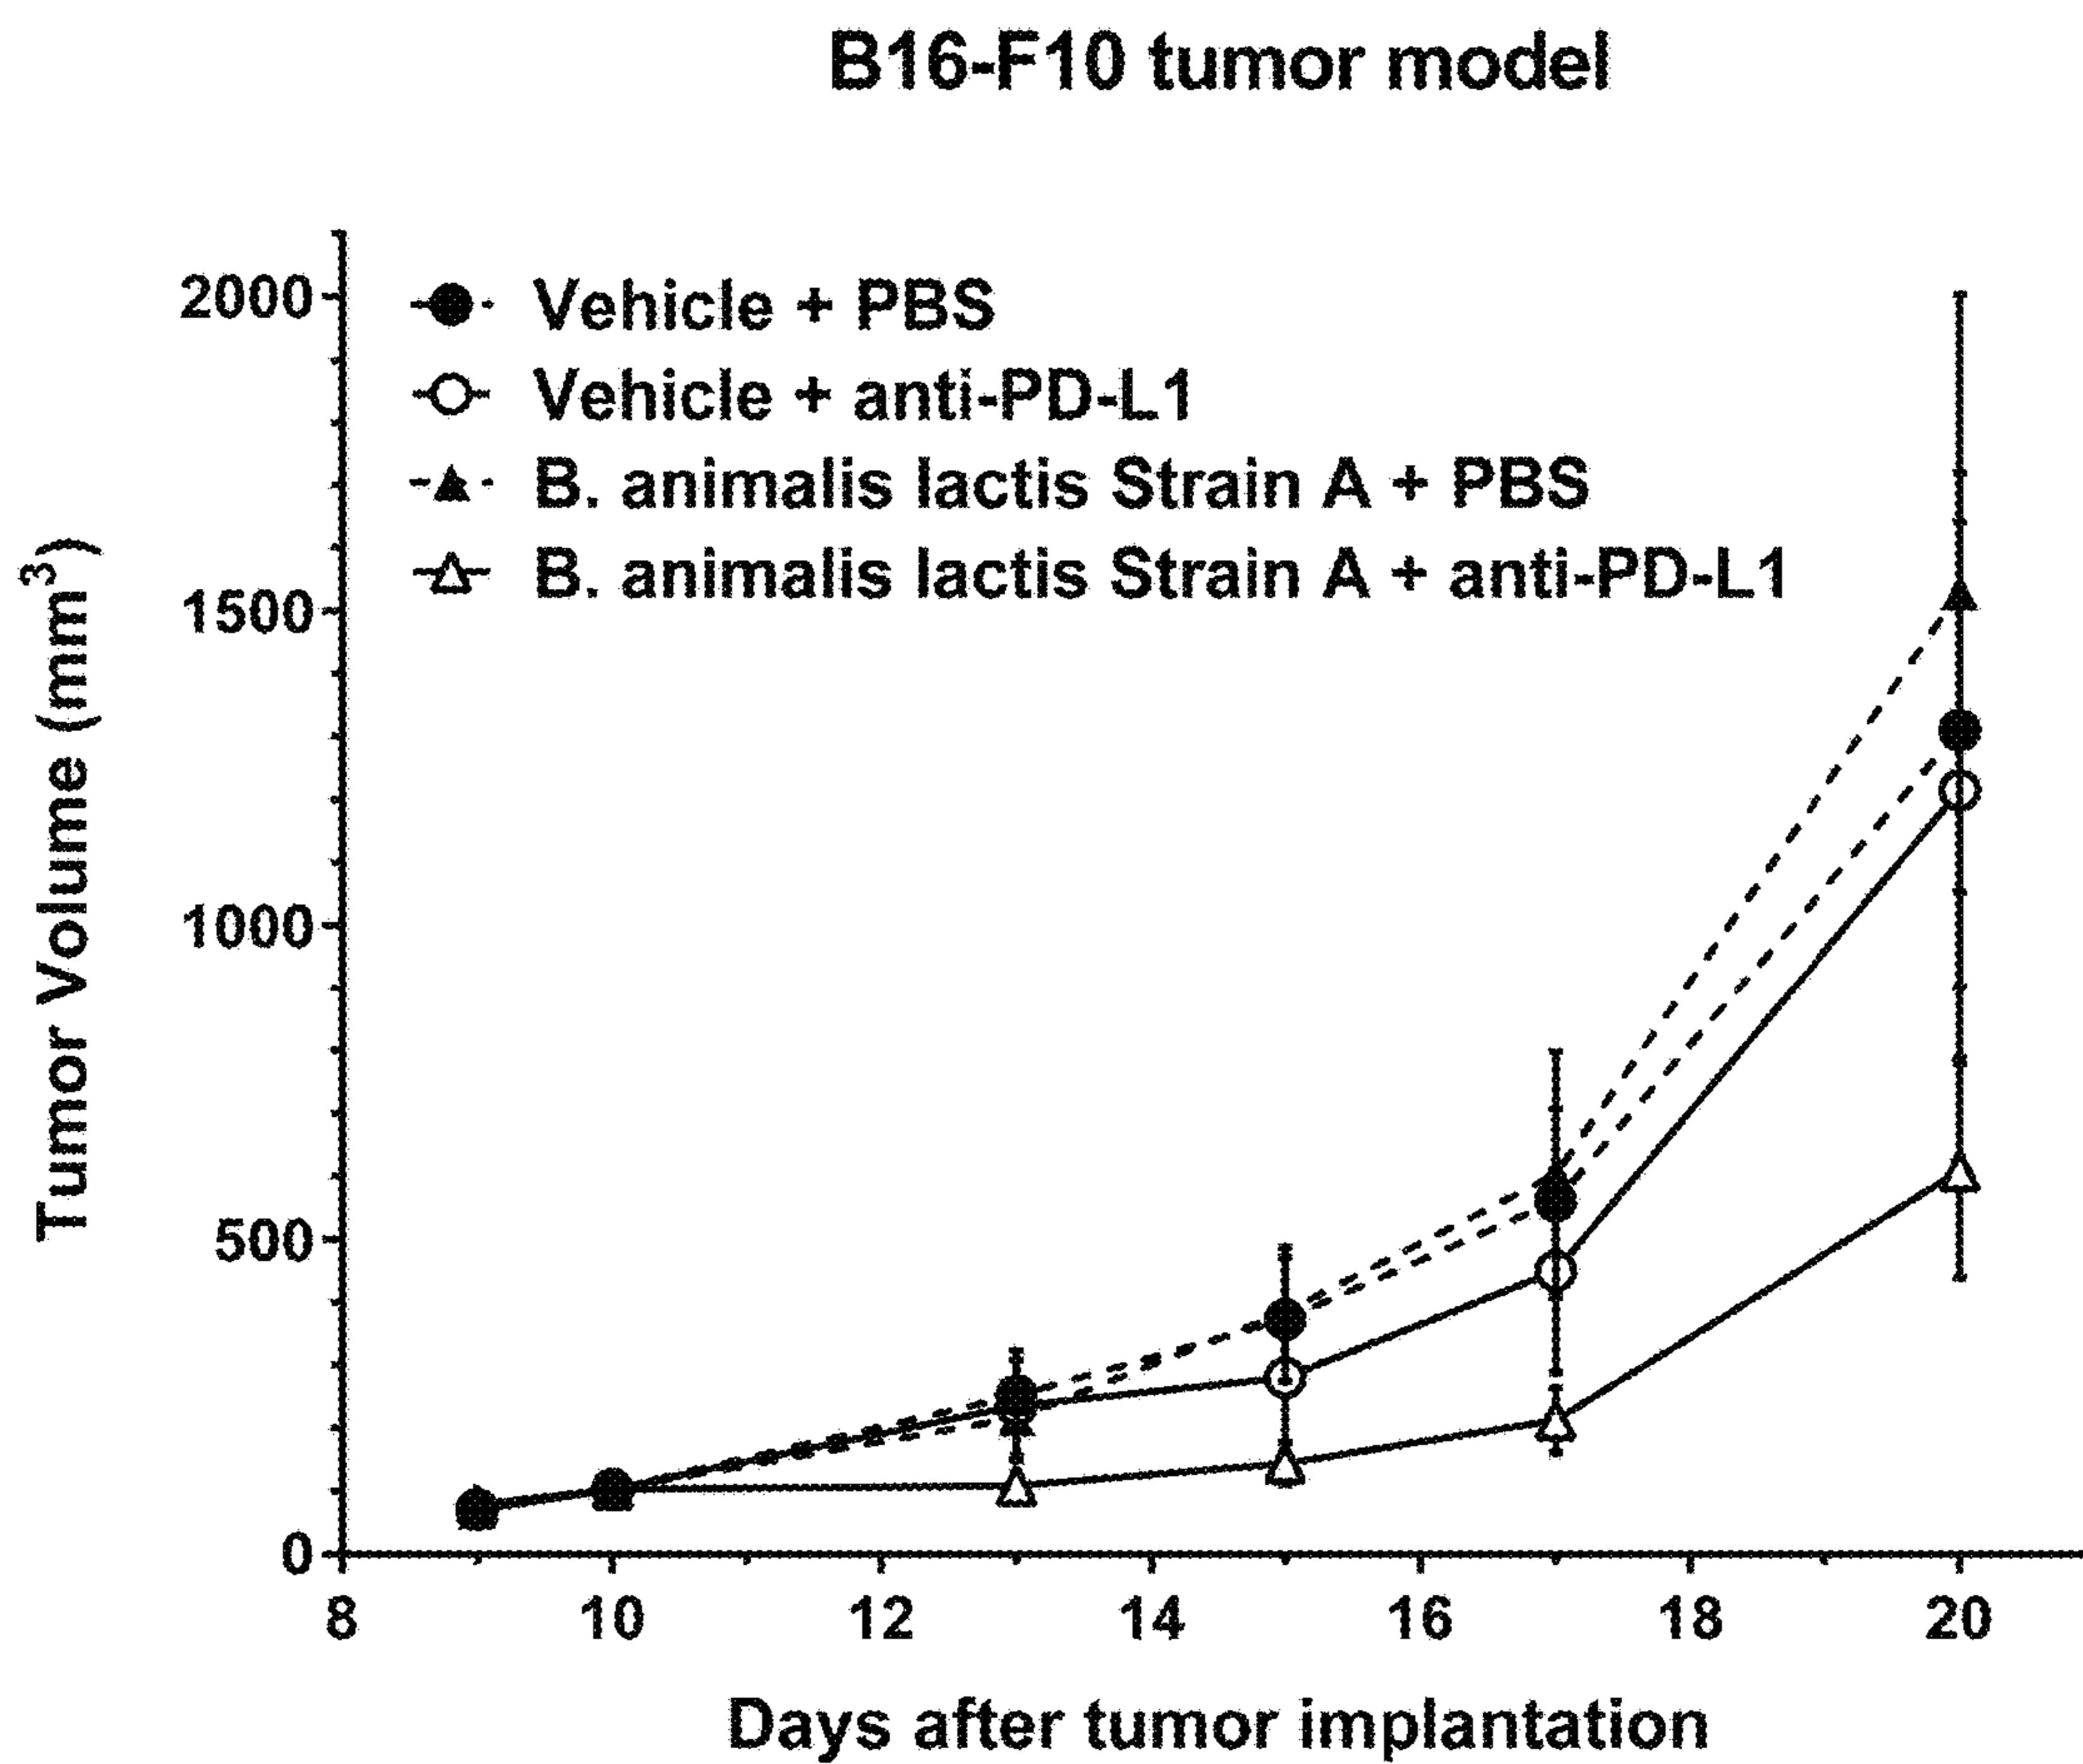 B16-F10 tumor model
2000
1500
1000
500
0
Tumor Volume (mm³)
Vehicle + PBS
Vehicle + anti-PD-L1
B. animalis lactis Strain A + PBS
B. animalis lactis Strain A + anti-PD-L1
8 10 12 14 16 18 20
Days after tumor implantation